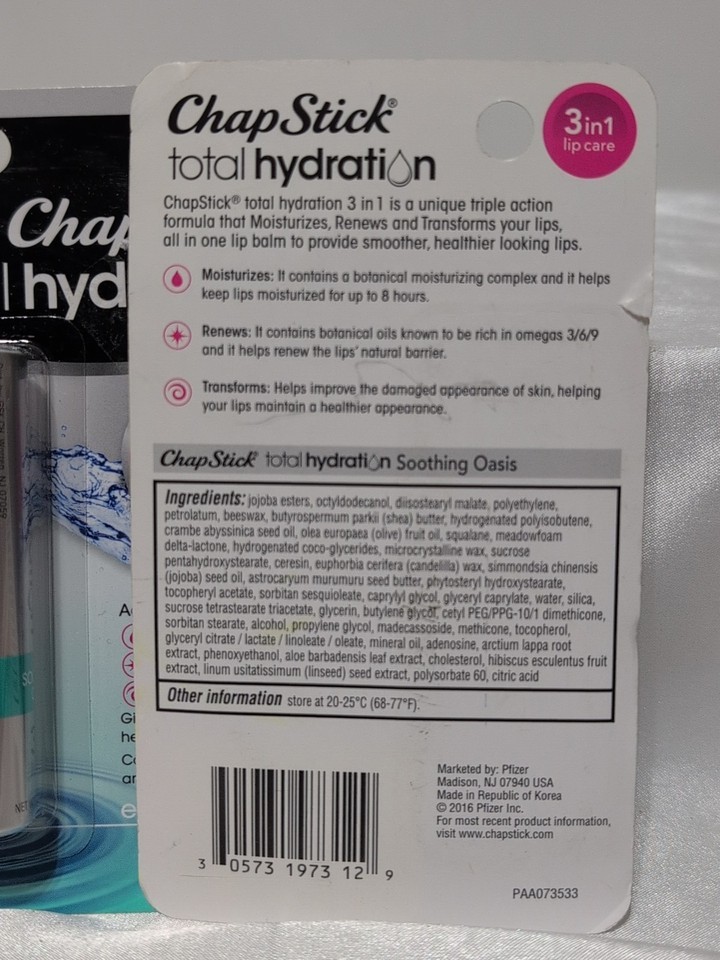 ChapStick®
total hydration
3in1
lip care
ChapStick® total hydration 3 in 1 is a unique triple action
formula that Moisturizes, Renews and Transforms your lips,
all in one lip balm to provide smoother, healthier looking lips.
Moisturizes: It contains a botanical moisturizing complex and it helps
keep lips moisturized for up to 8 hours.
Renews: It contains botanical oils known to be rich in omegas 3/6/9
and it helps renew the lips' natural barrier.
Transforms: Helps improve the damaged appearance of skin, helping
your lips maintain a healthier appearance.
ChapStick® total hydration Soothing Oasis
Ingredients: jojoba esters, octyldodecanol, diisostearyl malate, polyethylene,
petrolatum, beeswax, butyrospermum parkii (shea) butter, hydrogenated polyisobutene,
crambe abyssinica seed oil, olea europaea (olive) fruit oil, squalane, meadowfoam
delta-lactone, hydrogenated coco-glycerides, microcrystalline wax, sucrose
pentahydroxystearate, ceresin, euphorbia cerifera (candelilla) wax, simmondsia chinensis
(jojoba) seed oil, astrocaryum murumuru seed butter, phytosteryl hydroxystearate,
tocopheryl acetate, sorbitan sesquioleate, caprylyl glycol, glyceryl caprylate, water, silica,
sucrose tetrastearate triacetate, glycerin, butylene glycol, cetyl PEG/PPG-10/1 dimethicone,
sorbitan stearate, alcohol, propylene glycol, madecassoside, methicone, tocopherol,
glyceryl citrate / lactate / linoleate / oleate, mineral oil, adenosine, arctium lappa root
extract, phenoxyethanol, aloe barbadensis leaf extract, cholesterol, hibiscus esculentus fruit
extract, linum usitatissimum (linseed) seed extract, polysorbate 60, citric acid
Other information store at 20-25°C (68-77°F).
3 0573 1973 12 9
Marketed by: Pfizer
Madison, NJ 07940 USA
Made in Republic of Korea
© 2016 Pfizer Inc.
For most recent product information,
visit www.chapstick.com
PAA073533
Chap
hyd
SO
Gi
he
ar
e
NET